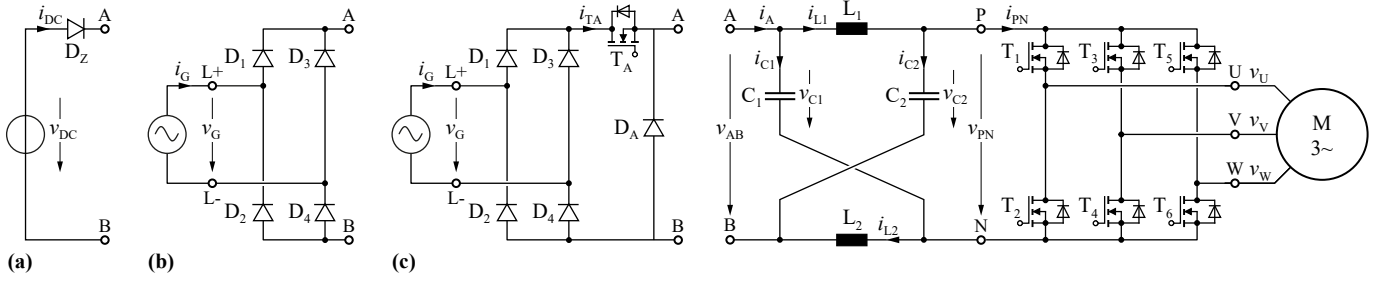 i_DC
D_Z
A
v_DC
B
(a)
i_G L+
v_G
L-
D_1
D_3
D_2
D_4
A
B
(b)
i_G L+
v_G
L-
D_1
D_3
D_2
D_4
i_TA
T_A
D_A
A
B
(c)
A i_A i_L1 L_1 P i_PN
i_C1
i_C2
C_1
v_C1
C_2
v_C2
v_AB
v_PN
B L_2 i_L2 N
T_1
T_3
T_5
U v_U
V v_V
W v_W
M
3~
T_2
T_4
T_6